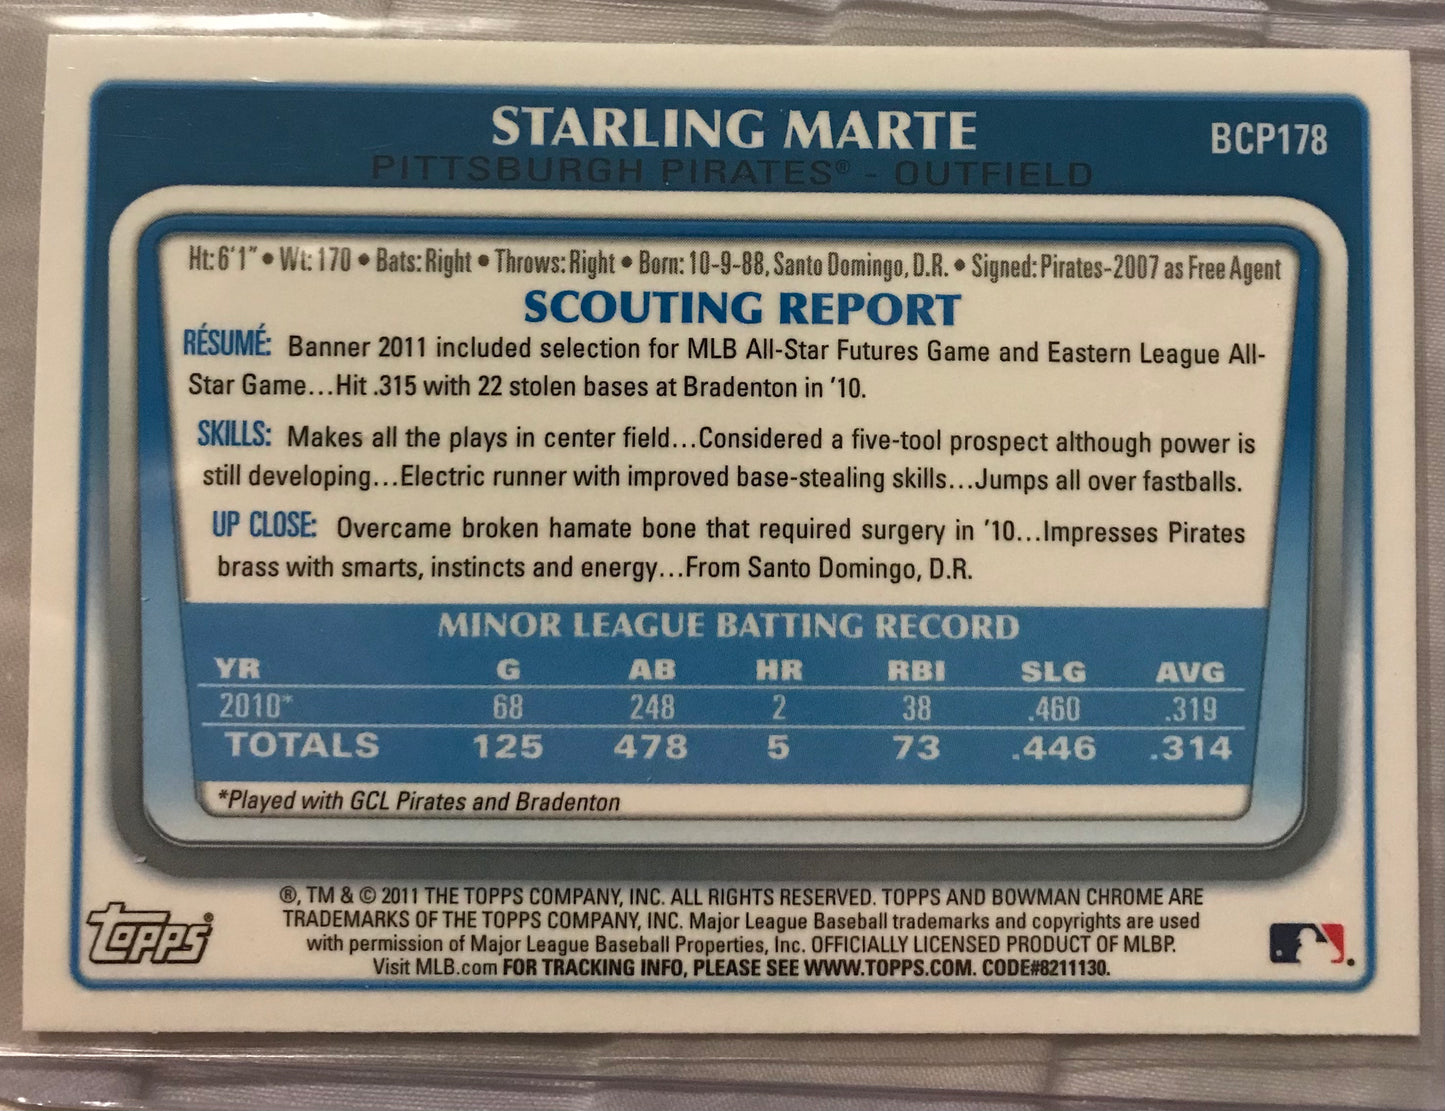 STARLING MARTE
BCP178
PITTSBURGH PIRATES® - OUTFIELD
Ht: 6'1" • Wt: 170 • Bats: Right • Throws: Right • Born: 10-9-88, Santo Domingo, D.R. • Signed: Pirates-2007 as Free Agent
SCOUTING REPORT
RÉSUMÉ: Banner 2011 included selection for MLB All-Star Futures Game and Eastern League All-
Star Game...Hit .315 with 22 stolen bases at Bradenton in '10.
SKILLS: Makes all the plays in center field...Considered a five-tool prospect although power is
still developing...Electric runner with improved base-stealing skills...Jumps all over fastballs.
UP CLOSE: Overcame broken hamate bone that required surgery in '10...Impresses Pirates
brass with smarts, instincts and energy...From Santo Domingo, D.R.
MINOR LEAGUE BATTING RECORD
YR G AB HR RBI SLG AVG
2010* 68 248 2 38 .460 .319
TOTALS 125 478 5 73 .446 .314
*Played with GCL Pirates and Bradenton
®, TM & © 2011 THE TOPPS COMPANY, INC. ALL RIGHTS RESERVED. TOPPS AND BOWMAN CHROME ARE
TRADEMARKS OF THE TOPPS COMPANY, INC. Major League Baseball trademarks and copyrights are used
with permission of Major League Baseball Properties, Inc. OFFICIALLY LICENSED PRODUCT OF MLBP.
Visit MLB.com FOR TRACKING INFO, PLEASE SEE WWW.TOPPS.COM. CODE#8211130.
Topps®